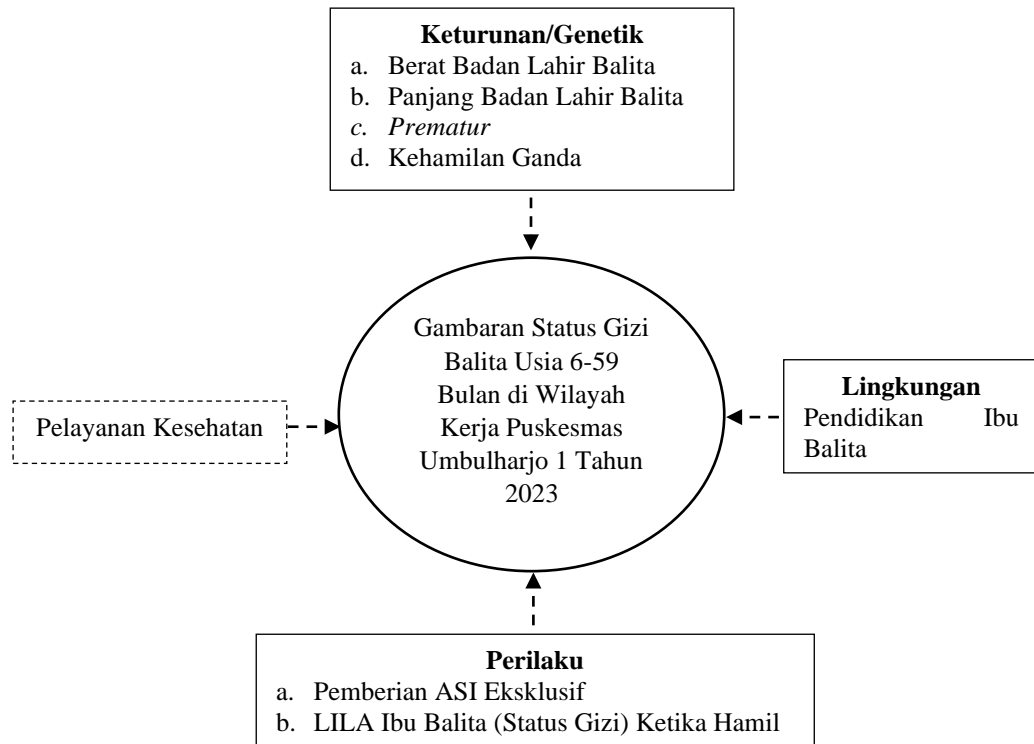 Keturunan/Genetik
a. Berat Badan Lahir Balita
b. Panjang Badan Lahir Balita
c. Prematur
d. Kehamilan Ganda
Gambaran Status Gizi
Balita Usia 6-59
Bulan di Wilayah
Kerja Puskesmas
Umbulharjo 1 Tahun
2023
Pelayanan Kesehatan
Lingkungan
Pendidikan Ibu
Balita
Perilaku
a. Pemberian ASI Eksklusif
b. LILA Ibu Balita (Status Gizi) Ketika Hamil